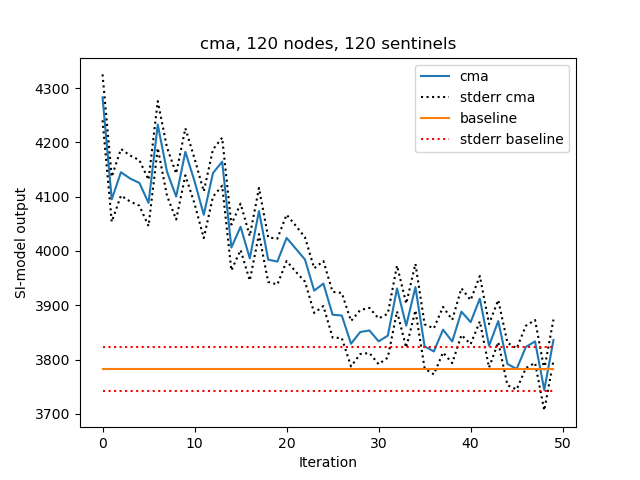 cma, 120 nodes, 120 sentinels
4300
4200
4100
4000
3900
3800
3700
SI-model output
cma
stderr cma
baseline
stderr baseline
0
10
20
30
40
50
Iteration